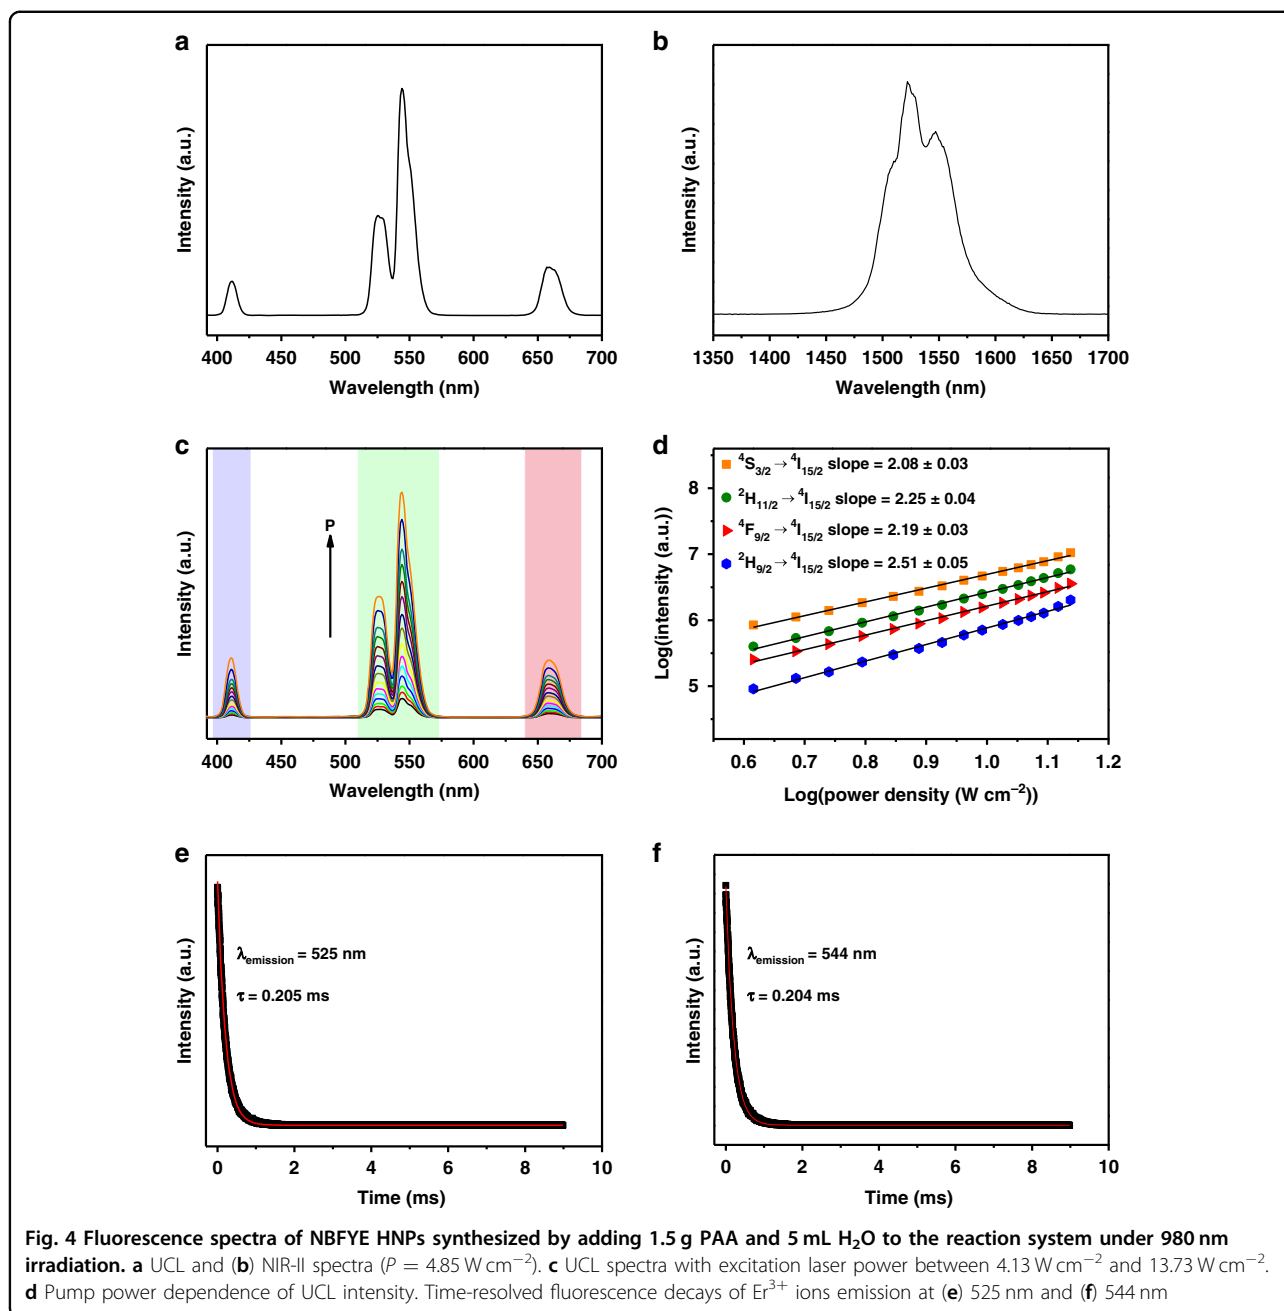 a
Intensity (a.u.)
400 450 500 550 600 650 700
Wavelength (nm)
b
Intensity (a.u.)
1350 1400 1450 1500 1550 1600 1650 1700
Wavelength (nm)
c
P
Intensity (a.u.)
400 450 500 550 600 650 700
Wavelength (nm)
d
⁴S₃/₂ → ⁴I₁₅/₂ slope = 2.08 ± 0.03
²H₁₁/₂ → ⁴I₁₅/₂ slope = 2.25 ± 0.04
⁴F₉/₂ → ⁴I₁₅/₂ slope = 2.19 ± 0.03
²H₉/₂ → ⁴I₁₅/₂ slope = 2.51 ± 0.05
Log(intensity (a.u.))
8
7
6
5
0.6 0.7 0.8 0.9 1.0 1.1 1.2
Log(power density (W cm⁻²))
e
λemission = 525 nm
τ = 0.205 ms
Intensity (a.u.)
0 2 4 6 8 10
Time (ms)
f
λemission = 544 nm
τ = 0.204 ms
Intensity (a.u.)
0 2 4 6 8 10
Time (ms)
Fig. 4 Fluorescence spectra of NBFYE HNPs synthesized by adding 1.5 g PAA and 5 mL H₂O to the reaction system under 980 nm
irradiation. a UCL and (b) NIR-II spectra (P = 4.85 W cm⁻²). c UCL spectra with excitation laser power between 4.13 W cm⁻² and 13.73 W cm⁻².
d Pump power dependence of UCL intensity. Time-resolved fluorescence decays of Er³⁺ ions emission at (e) 525 nm and (f) 544 nm